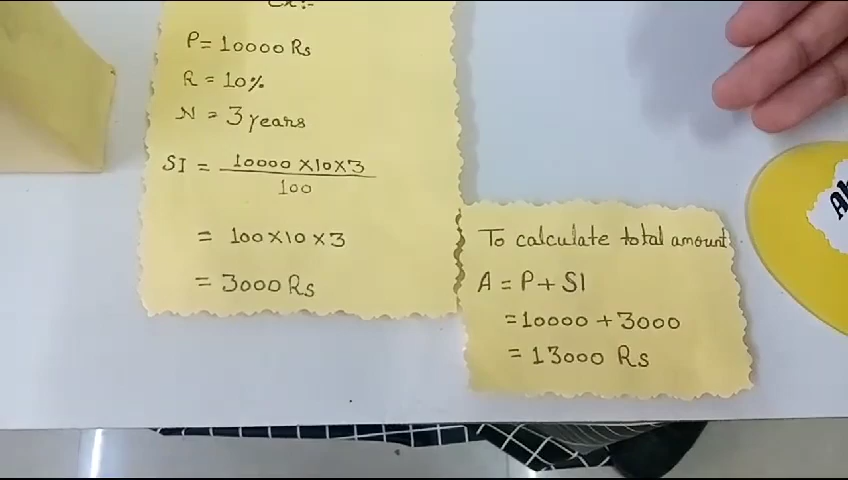 Ex:-
P= 10000 Rs
R = 10%
N = 3 years
SI = 10000 ×10×3
100
= 100×10×3
= 3000 Rs
To calculate total amount
A = P+ SI
=10000 +3000
= 13000 Rs